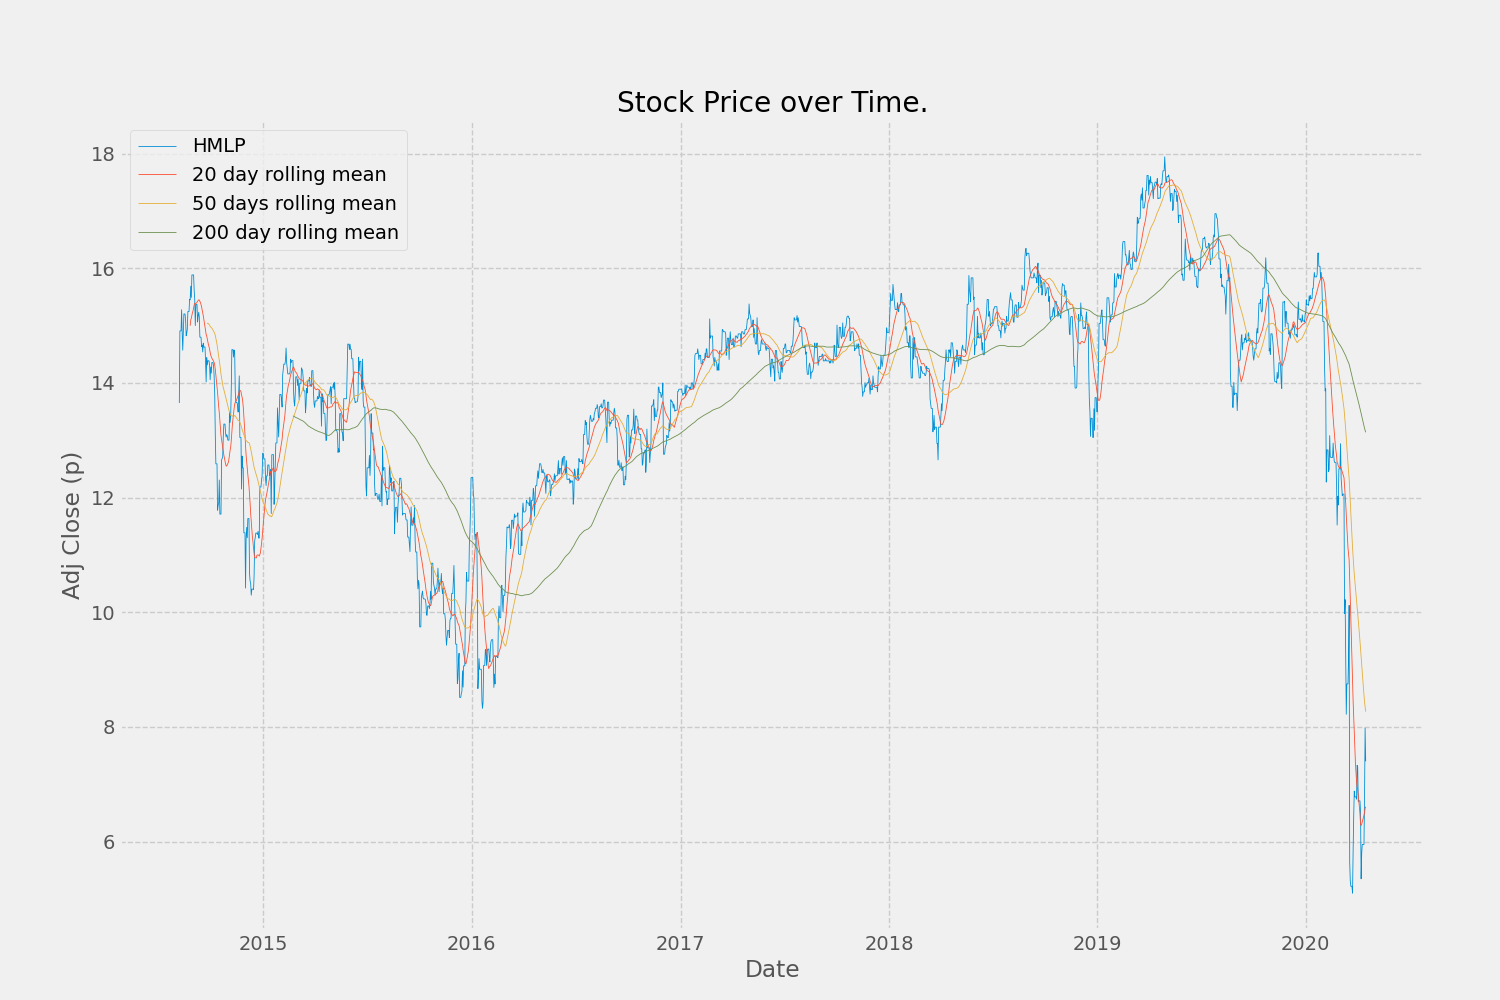 Stock Price over Time.
HMLP
20 day rolling mean
50 days rolling mean
200 day rolling mean
Adj Close (p)
18
16
14
12
10
8
6
2015
2016
2017
2018
2019
2020
Date